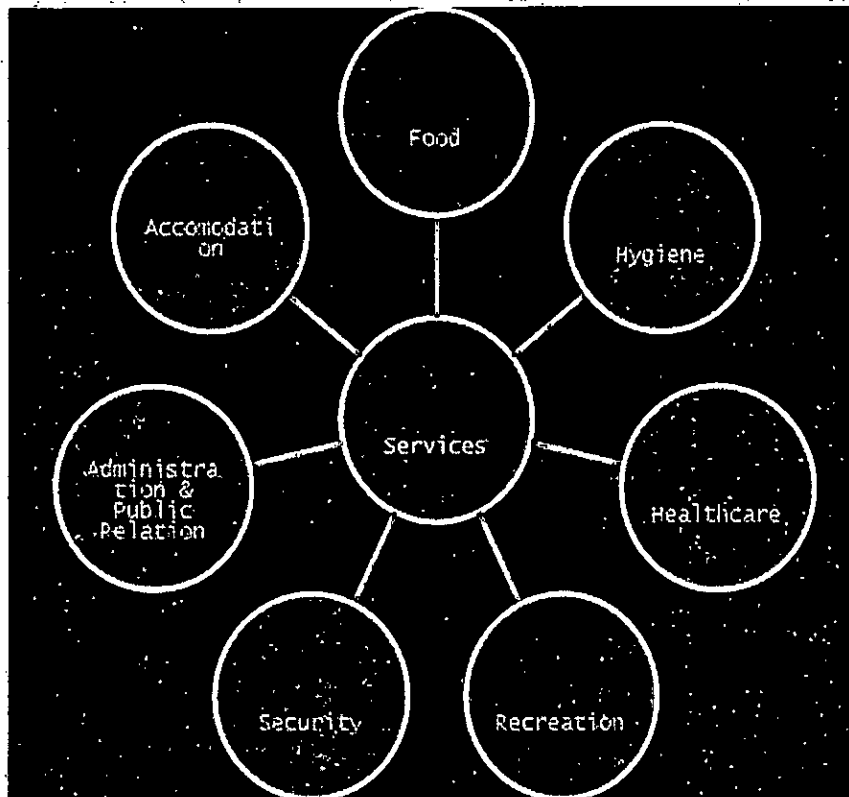 Food
Accomodati
on
Hygiene
Services
Administra
tion &
Public
Relation
Healthcare
Security
Recreation